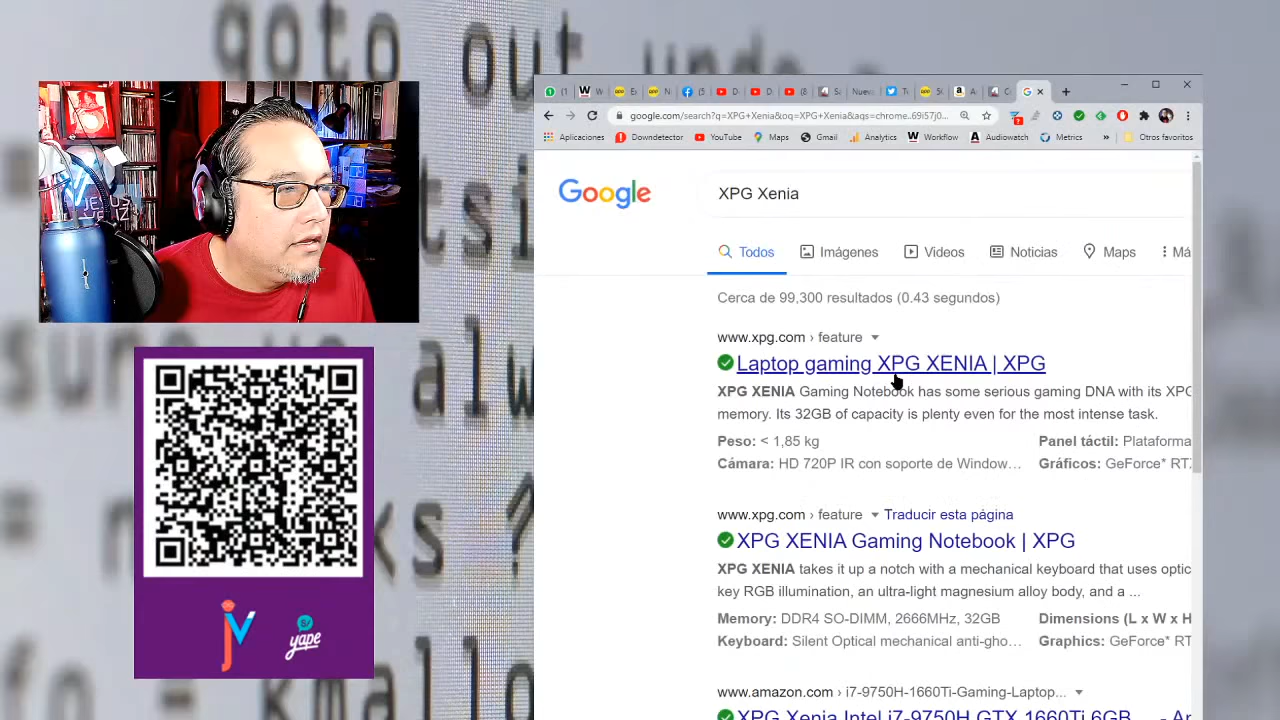 google.com/search?q=XPG+Xenia&oq=XPG+Xenia&aqs=chrome..69i57j0...
Aplicaciones
Downdetector
YouTube
Maps
Gmail
Analytics
Workflow
Alienwatch
Metrics
»
Otros favoritos
Google
XPG Xenia
Todos
Imágenes
Videos
Noticias
Maps
Má
Cerca de 99,300 resultados (0.43 segundos)
www.xpg.com › feature
Laptop gaming XPG XENIA | XPG
XPG XENIA Gaming Notebook has some serious gaming DNA with its XPG
memory. Its 32GB of capacity is plenty even for the most intense task.
Peso: < 1,85 kg
Panel táctil: Plataforma
Cámara: HD 720P IR con soporte de Window…
Gráficos: GeForce* RT
www.xpg.com › feature
Traducir esta página
XPG XENIA Gaming Notebook | XPG
XPG XENIA takes it up a notch with a mechanical keyboard that uses optic
key RGB illumination, an ultra-light magnesium alloy body, and a ...
Memory: DDR4 SO-DIMM, 2666MHz, 32GB
Dimensions (L x W x H
Keyboard: Silent Optical mechanical anti-gho…
Graphics: GeForce* RT
www.amazon.com
Gaming-Laptop...
GTX 1660Ti 6GB
jv
S/
yape